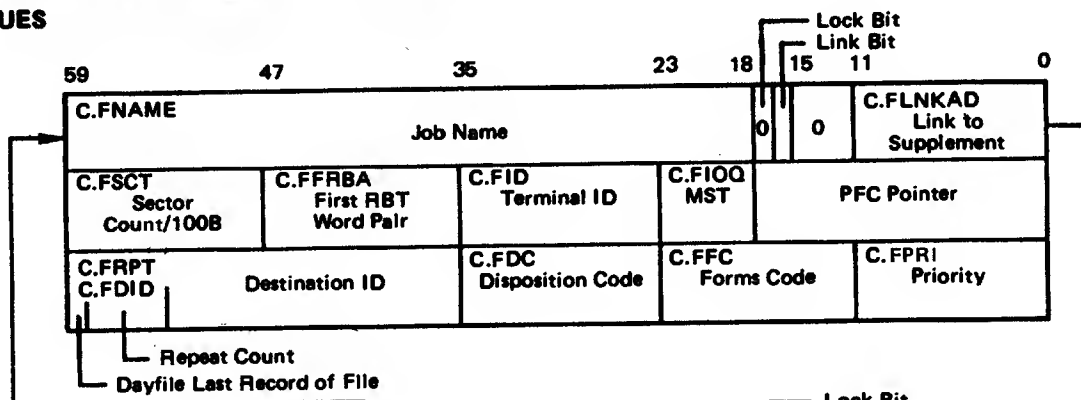 UES
Lock Bit
Link Bit
59 47 35 23 18 15 11 0
C.FNAME
Job Name
0
0
C.FLNKAD
Link to
Supplement
C.FSCT
Sector
Count/100B
C.FFRBA
First RBT
Word Pair
C.FID
Terminal ID
C.FIOQ
MST
PFC Pointer
C.FRPT
C.FDID
Destination ID
C.FDC
Disposition Code
C.FFC
Forms Code
C.FPRI
Priority
Repeat Count
Dayfile Last Record of File
Lock Bit